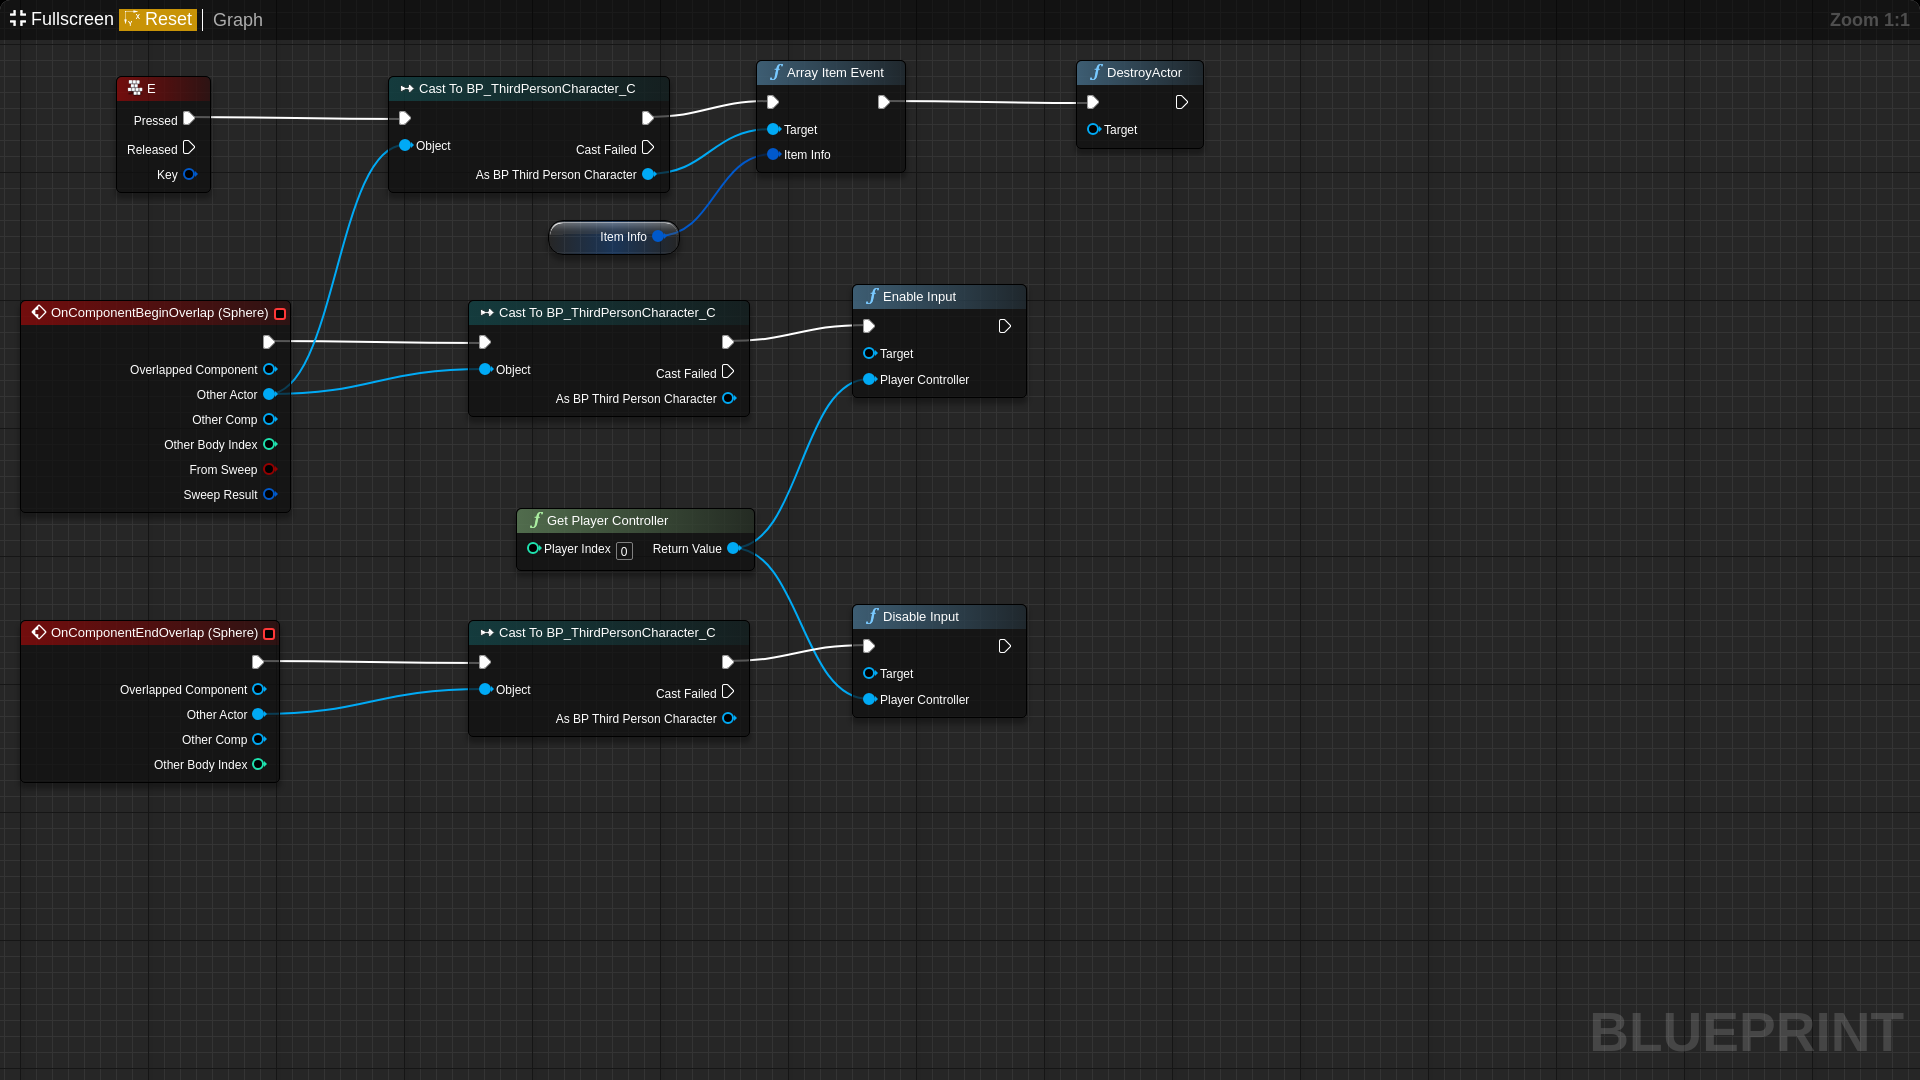 Fullscreen Reset Graph Zoom 1:1
E
Pressed
Released
Key
Cast To BP_ThirdPersonCharacter_C
Object
Cast Failed
As BP Third Person Character
Array Item Event
Target
Item Info
DestroyActor
Target
Item Info
OnComponentBeginOverlap (Sphere)
Overlapped Component
Other Actor
Other Comp
Other Body Index
From Sweep
Sweep Result
Cast To BP_ThirdPersonCharacter_C
Object
Cast Failed
As BP Third Person Character
Enable Input
Target
Player Controller
Get Player Controller
Player Index 0 Return Value
OnComponentEndOverlap (Sphere)
Overlapped Component
Other Actor
Other Comp
Other Body Index
Cast To BP_ThirdPersonCharacter_C
Object
Cast Failed
As BP Third Person Character
Disable Input
Target
Player Controller
BLUEPRINT